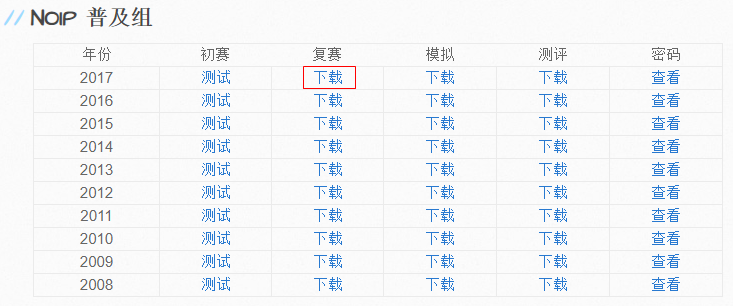 // NOIP 普及组
年份 初赛 复赛 模拟 测评 密码
2017 测试 下载 下载 下载 查看
2016 测试 下载 下载 下载 查看
2015 测试 下载 下载 下载 查看
2014 测试 下载 下载 下载 查看
2013 测试 下载 下载 下载 查看
2012 测试 下载 下载 下载 查看
2011 测试 下载 下载 下载 查看
2010 测试 下载 下载 下载 查看
2009 测试 下载 下载 下载 查看
2008 测试 下载 下载 下载 查看